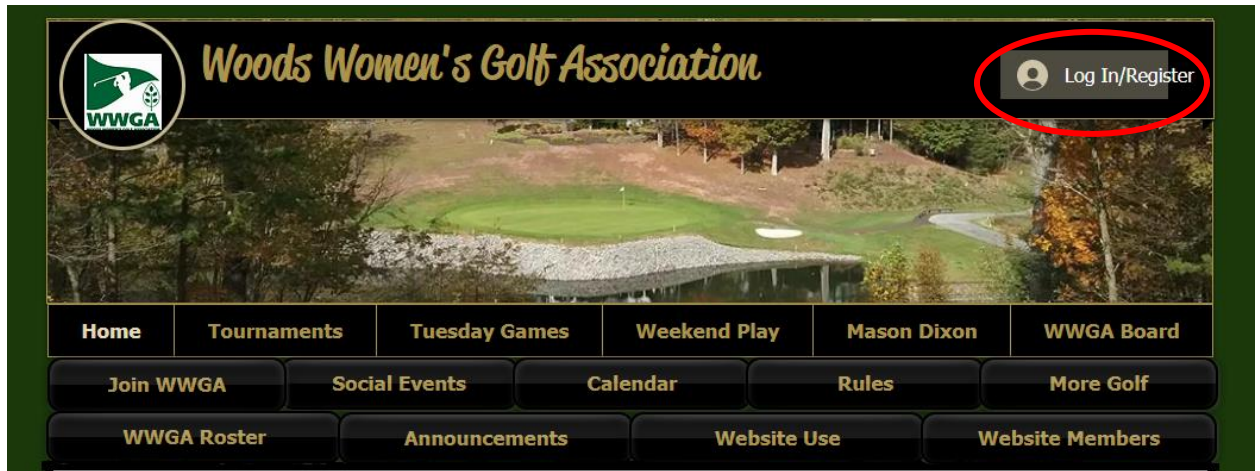 Woods Women's Golf Association
Log In/Register
WWGA
Home Tournaments Tuesday Games Weekend Play Mason Dixon WWGA Board
Join WWGA Social Events Calendar Rules More Golf
WWGA Roster Announcements Website Use Website Members